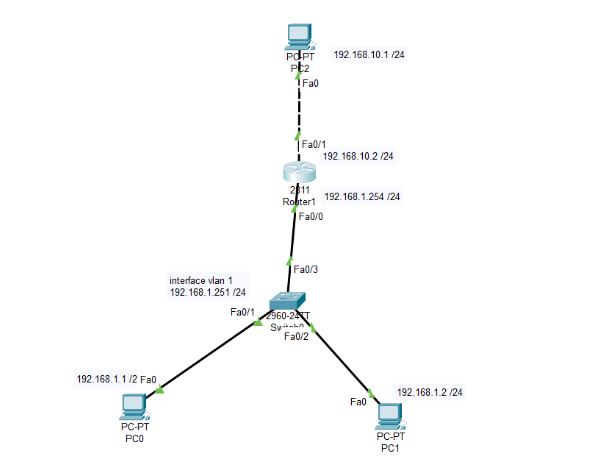 192.168.10.1 /24
PC-PT
PC2
Fa0
Fa0/1
192.168.10.2 /24
2811
Router1
192.168.1.254 /24
Fa0/0
Fa0/3
interface vlan 1
192.168.1.251 /24
Fa0/1
2960-24TT
Switch0
Fa0/2
192.168.1.1 /2
Fa0
192.168.1.2 /24
Fa0
PC-PT
PC0
PC-PT
PC1